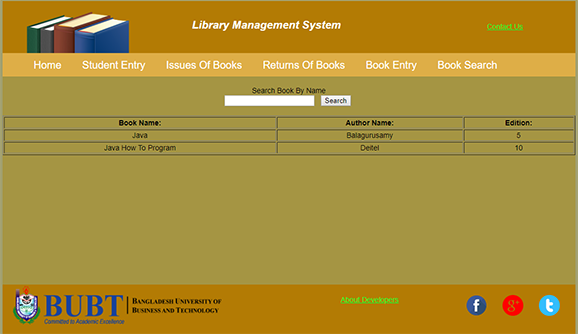 Library Management System
Contact Us
Home Student Entry Issues Of Books Returns Of Books Book Entry Book Search
Search Book By Name
Search
Book Name: Author Name: Edition:
Java Balagurusamy 5
Java How To Program Deitel 10
BUBT
Committed to Academic Excellence
BANGLADESH UNIVERSITY OF
BUSINESS AND TECHNOLOGY
About Developers
f g+